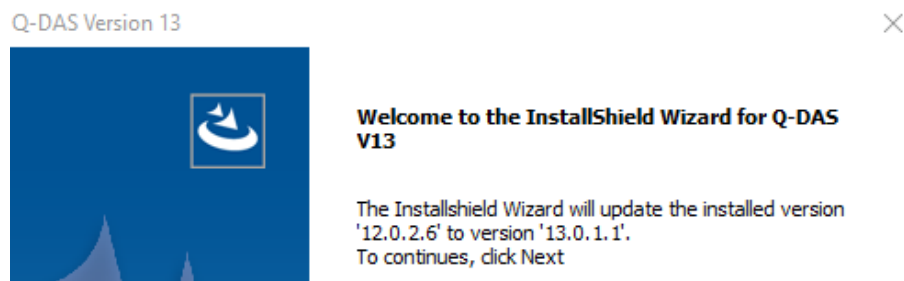 Q-DAS Version 13
Welcome to the InstallShield Wizard for Q-DAS
V13
The Installshield Wizard will update the installed version
'12.0.2.6' to version '13.0.1.1'.
To continues, click Next